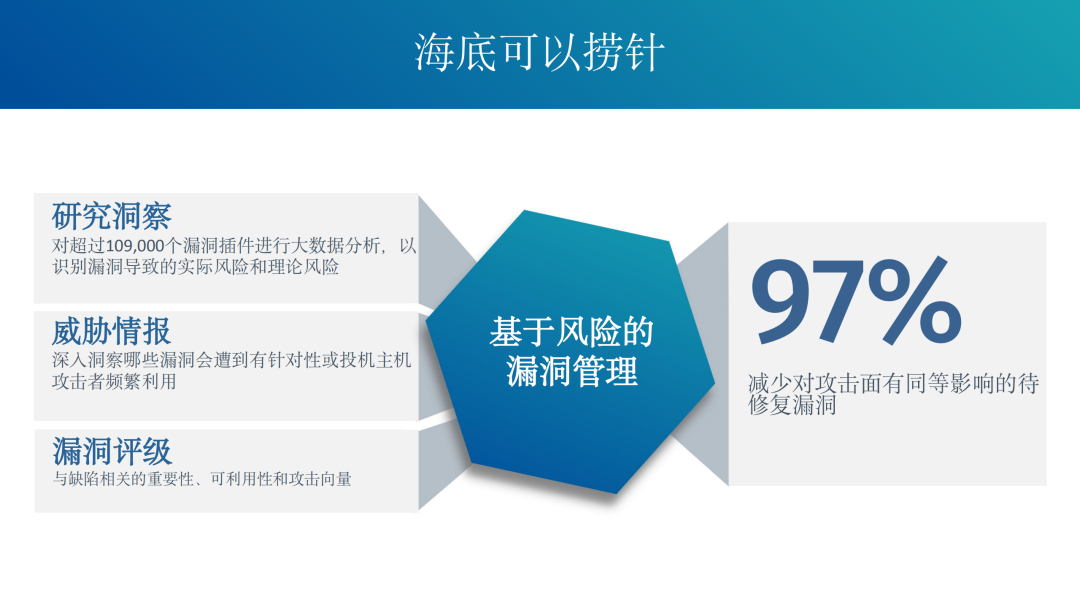 海底可以捞针
研究洞察
对超过109,000个漏洞插件进行大数据分析，以
识别漏洞导致的实际风险和理论风险
威胁情报
深入洞察哪些漏洞会遭到有针对性或投机主机
攻击者频繁利用
漏洞评级
与缺陷相关的重要性、可利用性和攻击向量
基于风险的
漏洞管理
97%
减少对攻击面有同等影响的待
修复漏洞